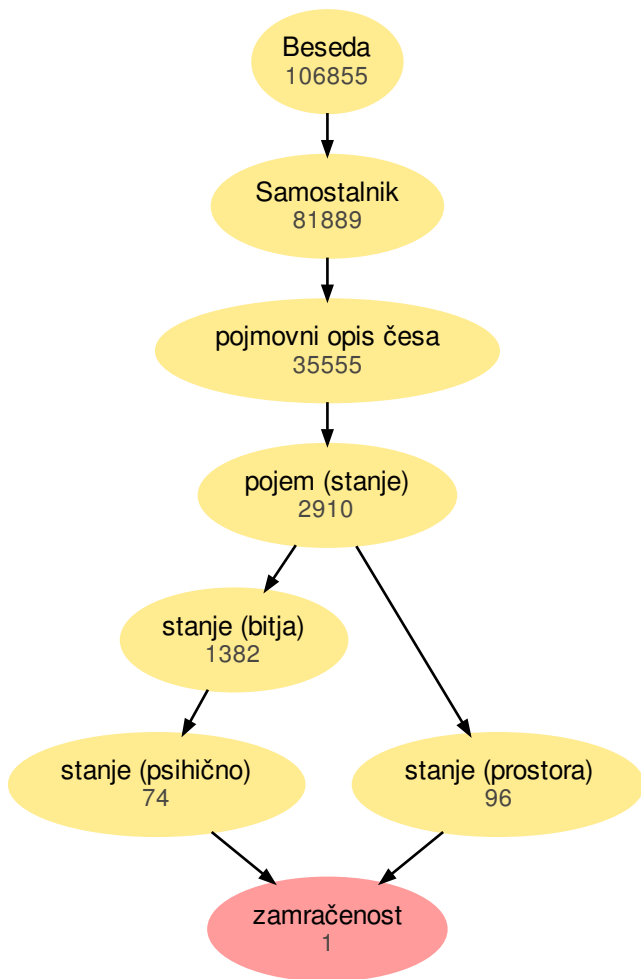 Beseda
106855
Samostalnik
81889
pojmovni opis česa
35555
pojem (stanje)
2910
stanje (bitja)
1382
stanje (psihično)
74
stanje (prostora)
96
zamračenost
1